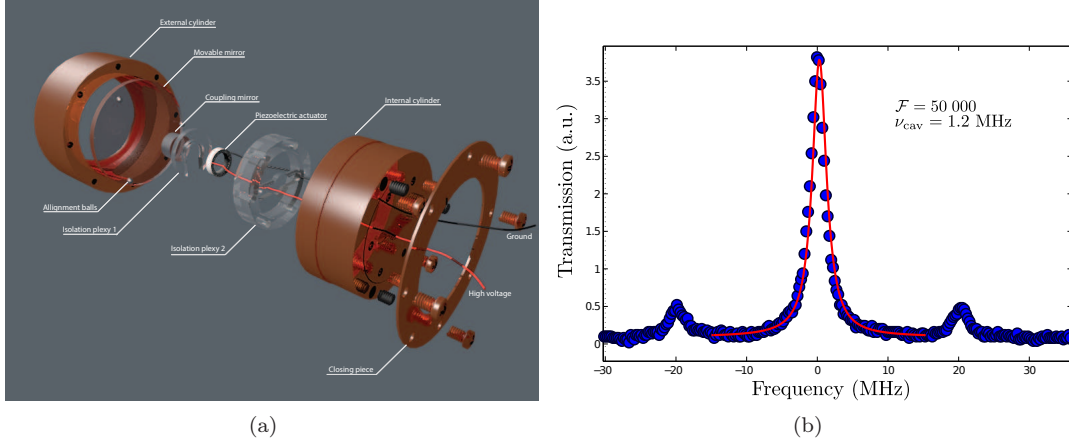 External cylinder
Movable mirror
Coupling mirror
Piezoelectric actuator
Internal cylinder
Allignment balls
Isolation plexy 1
Isolation plexy 2
Ground
High voltage
Closing piece
(a)
Transmission (a.u.)
3.5
3
2.5
2
1.5
1
0.5
0
ℱ = 50 000
ν_cav = 1.2 MHz
−30 −20 −10 0 10 20 30
Frequency (MHz)
(b)